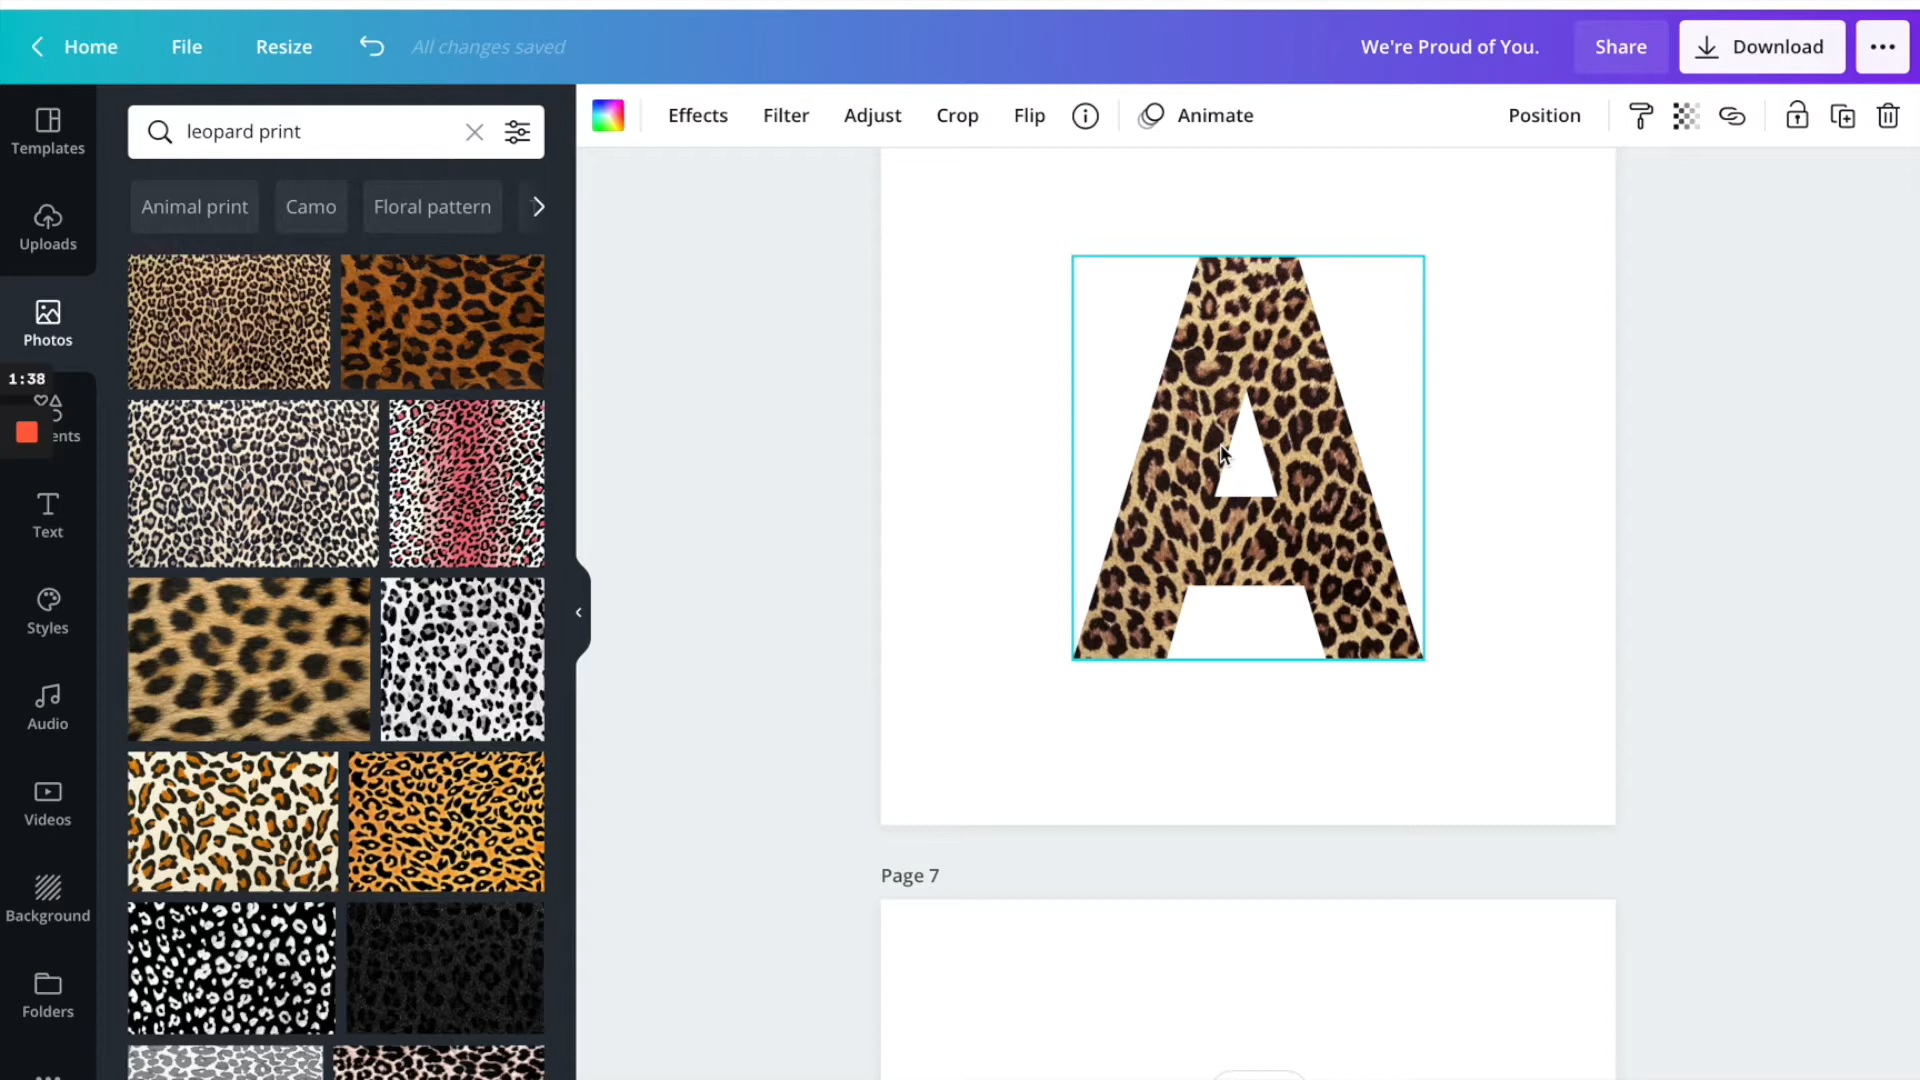 Home File Resize All changes saved We're Proud of You. Share Download
Effects Filter Adjust Crop Flip Animate Position
leopard print
Animal print Camo Floral pattern
Templates
Uploads
Photos
1:38
ents
Text
Styles
Audio
Videos
Background
Folders
A
Page 7